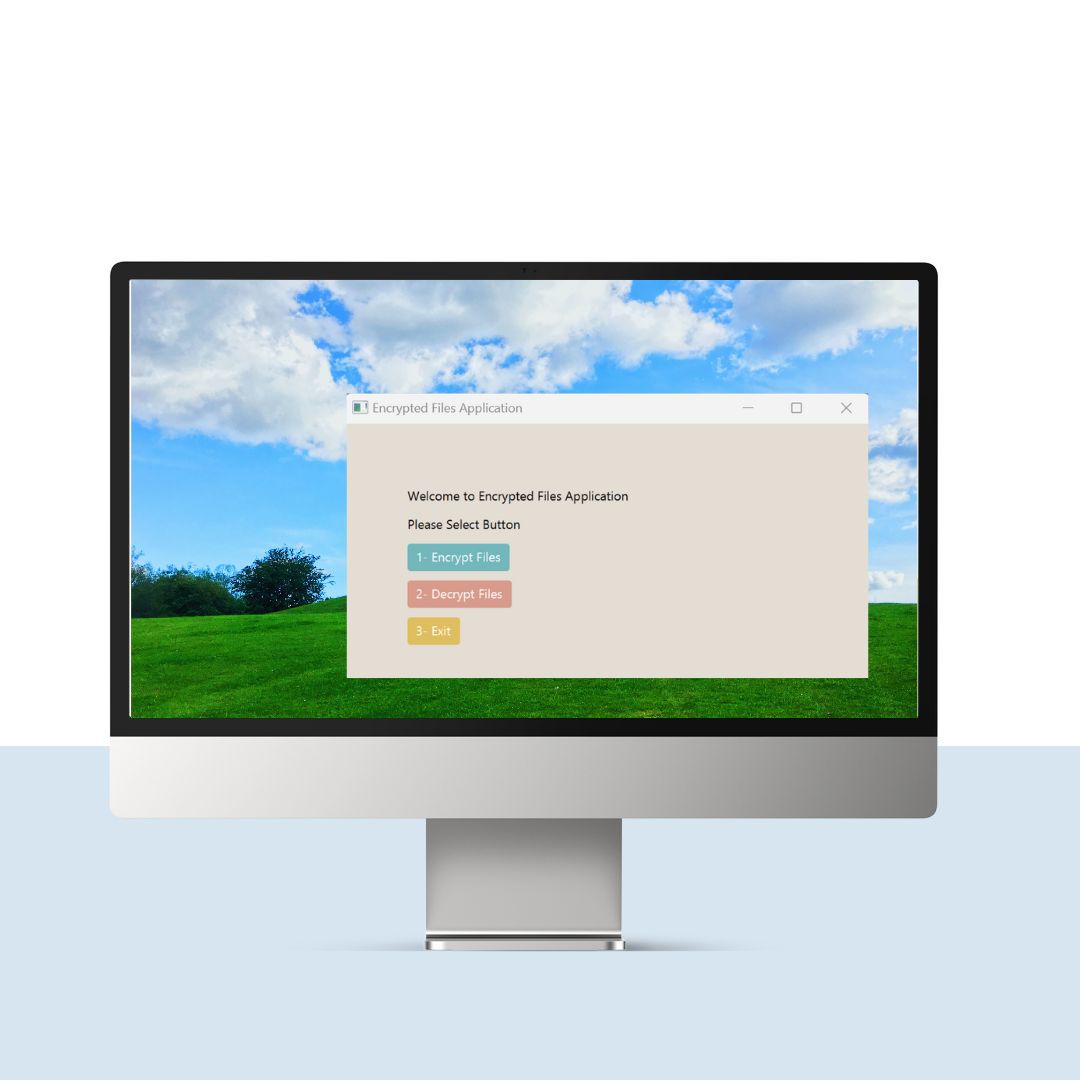 Encrypted Files Application
Welcome to Encrypted Files Application
Please Select Button
1- Encrypt Files
2- Decrypt Files
3- Exit